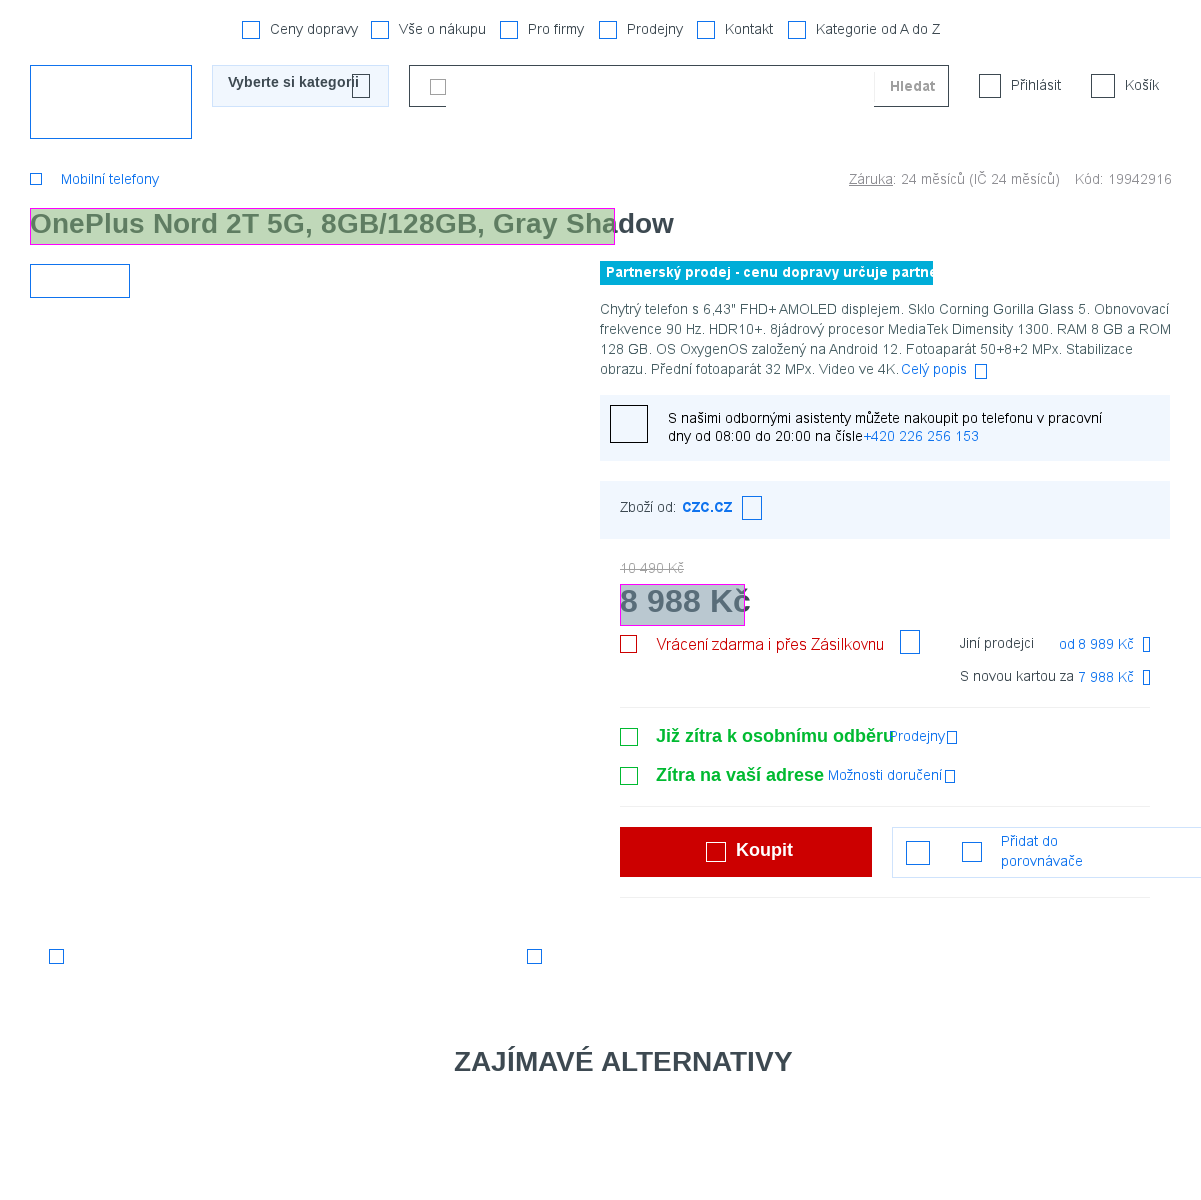 Ceny dopravy Vše o nákupu Pro firmy Prodejny Kontakt Kategorie od A do Z
Vyberte si kategorii Hledat Přihlásit Košík
Mobilní telefony Záruka: 24 měsíců (IČ 24 měsíců) Kód: 19942916
OnePlus Nord 2T 5G, 8GB/128GB, Gray Shadow
Partnerský prodej - cenu dopravy určuje
Chytrý telefon s 6,43" FHD+ AMOLED displejem. Sklo Corning Gorilla Glass 5. Obnovovací
frekvence 90 Hz. HDR10+. 8jádrový procesor MediaTek Dimensity 1300. RAM 8 GB a ROM
128 GB. OS OxygenOS založený na Android 12. Fotoaparát 50+8+2 MPx. Stabilizace
obrazu. Přední fotoaparát 32 MPx. Video ve 4K. Celý popis
S našimi odbornými asistenty můžete nakoupit po telefonu v pracovní
dny od 08:00 do 20:00 na čísle +420 226 256 153
Zboží od: czc.cz
10 490 Kč
8 988 Kč
Vrácení zdarma i přes Zásilkovnu Jiní prodejci od 8 989 Kč
S novou kartou za 7 988 Kč
Již zítra k osobnímu odběru Prodejny
Zítra na vaší adrese Možnosti doručení
Koupit Přidat do
porovnávače
ZAJÍMAVÉ ALTERNATIVY